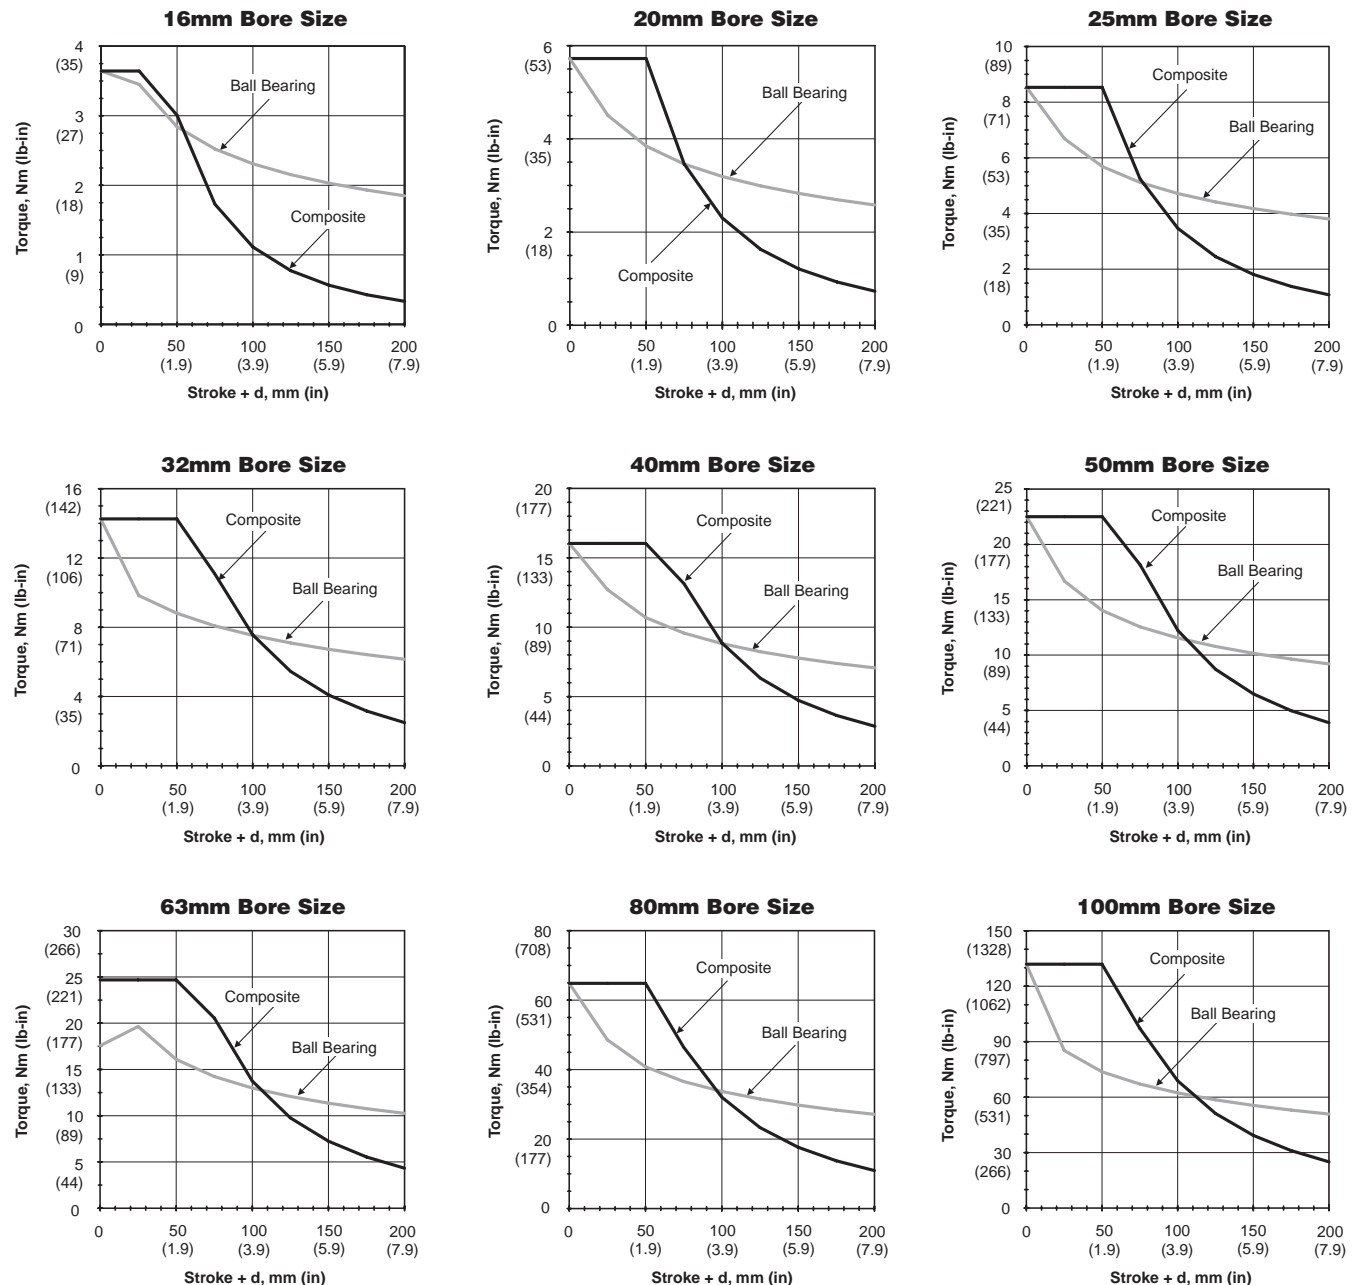 16mm Bore Size
Torque, Nm (lb-in)
4
(35)
3
(27)
2
(18)
1
(9)
0
Ball Bearing
Composite
0 50 100 150 200
(1.9) (3.9) (5.9) (7.9)
Stroke + d, mm (in)
20mm Bore Size
Torque, Nm (lb-in)
6
(53)
4
(35)
2
(18)
0
Ball Bearing
Composite
0 50 100 150 200
(1.9) (3.9) (5.9) (7.9)
Stroke + d, mm (in)
25mm Bore Size
Torque, Nm (lb-in)
10
(89)
8
(71)
6
(53)
4
(35)
2
(18)
0
Composite
Ball Bearing
0 50 100 150 200
(1.9) (3.9) (5.9) (7.9)
Stroke + d, mm (in)
32mm Bore Size
Torque, Nm (lb-in)
16
(142)
12
(106)
8
(71)
4
(35)
0
Composite
Ball Bearing
0 50 100 150 200
(1.9) (3.9) (5.9) (7.9)
Stroke + d, mm (in)
40mm Bore Size
Torque, Nm (lb-in)
20
(177)
15
(133)
10
(89)
5
(44)
0
Composite
Ball Bearing
0 50 100 150 200
(1.9) (3.9) (5.9) (7.9)
Stroke + d, mm (in)
50mm Bore Size
Torque, Nm (lb-in)
25
(221)
20
(177)
15
(133)
10
(89)
5
(44)
0
Composite
Ball Bearing
0 50 100 150 200
(1.9) (3.9) (5.9) (7.9)
Stroke + d, mm (in)
63mm Bore Size
Torque, Nm (lb-in)
30
(266)
25
(221)
20
(177)
15
(133)
10
(89)
5
(44)
0
Composite
Ball Bearing
0 50 100 150 200
(1.9) (3.9) (5.9) (7.9)
Stroke + d, mm (in)
80mm Bore Size
Torque, Nm (lb-in)
80
(708)
60
(531)
40
(354)
20
(177)
0
Composite
Ball Bearing
0 50 100 150 200
(1.9) (3.9) (5.9) (7.9)
Stroke + d, mm (in)
100mm Bore Size
Torque, Nm (lb-in)
150
(1328)
120
(1062)
90
(797)
60
(531)
30
(266)
0
Composite
Ball Bearing
0 50 100 150 200
(1.9) (3.9) (5.9) (7.9)
Stroke + d, mm (in)